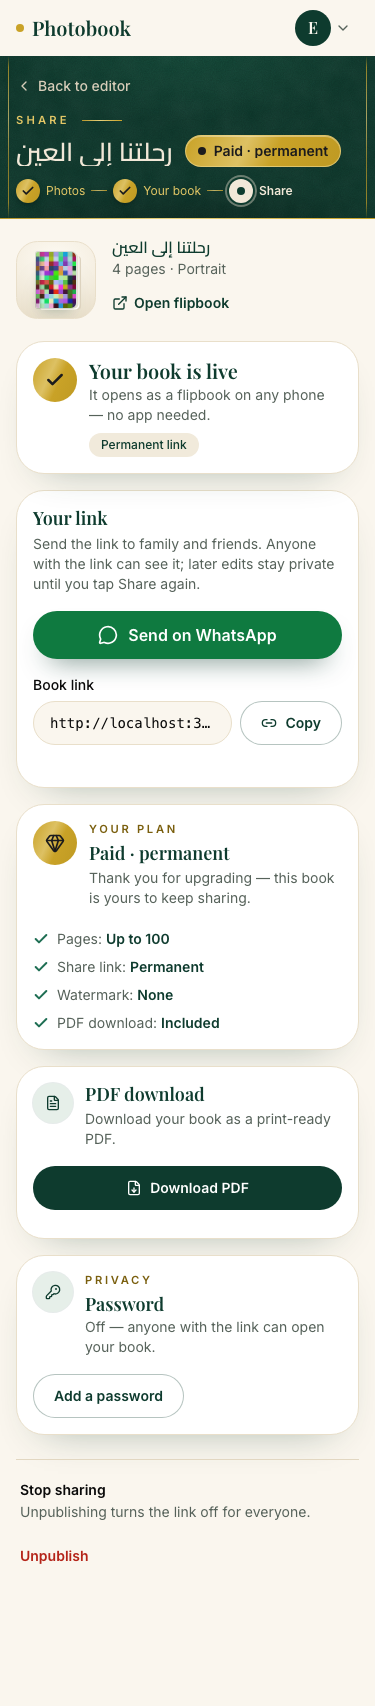 Photobook
E
Back to editor
SHARE
رحلتنا إلى العين
Paid · permanent
Photos
Your book
Share
رحلتنا إلى العين
4 pages · Portrait
Open flipbook
Your book is live
It opens as a flipbook on any phone
— no app needed.
Permanent link
Your link
Send the link to family and friends. Anyone
with the link can see it; later edits stay private
until you tap Share again.
Send on WhatsApp
Book link
http://localhost:3…
Copy
YOUR PLAN
Paid · permanent
Thank you for upgrading — this book
is yours to keep sharing.
Pages: Up to 100
Share link: Permanent
Watermark: None
PDF download: Included
PDF download
Download your book as a print-ready
PDF.
Download PDF
PRIVACY
Password
Off — anyone with the link can open
your book.
Add a password
Stop sharing
Unpublishing turns the link off for everyone.
Unpublish